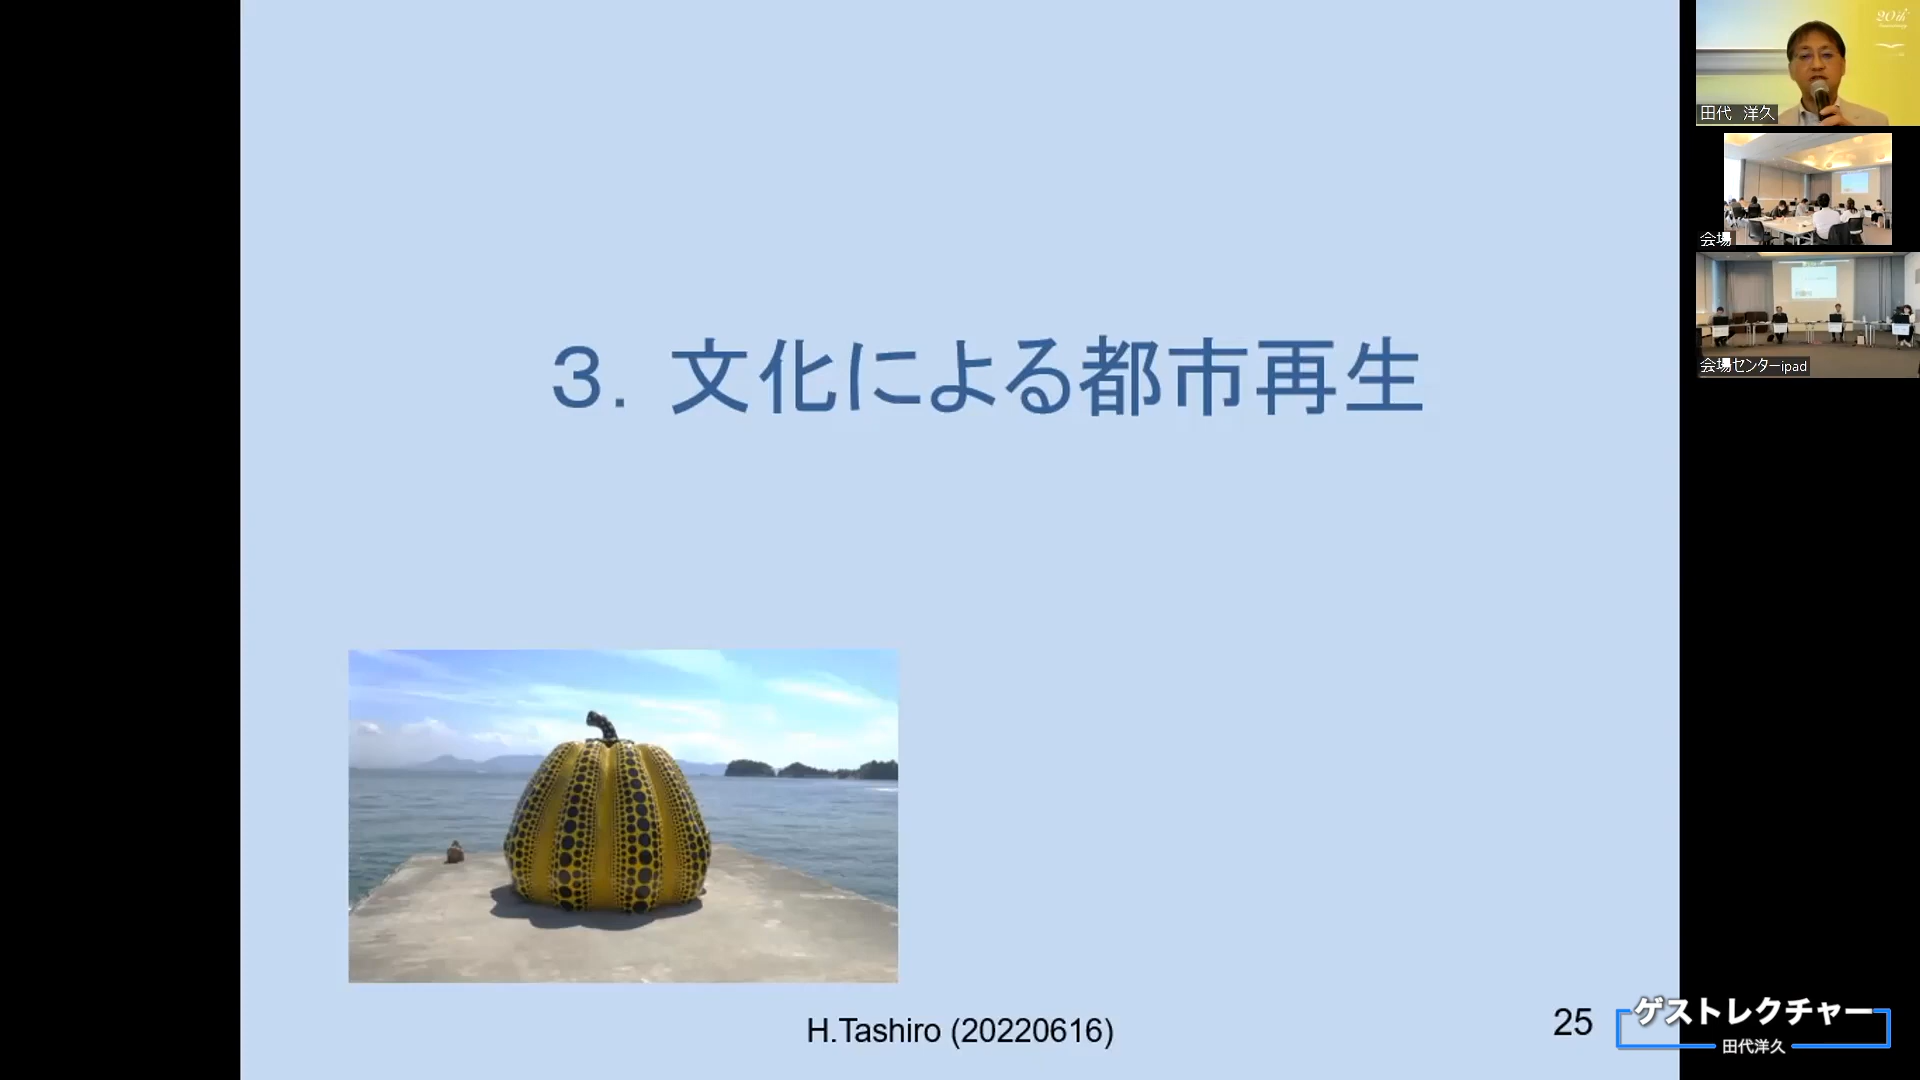 3．文化による都市再生
H.Tashiro (20220616)
25
20th
田代　洋久
会場
会場センターipad
ゲストレクチャー
田代洋久